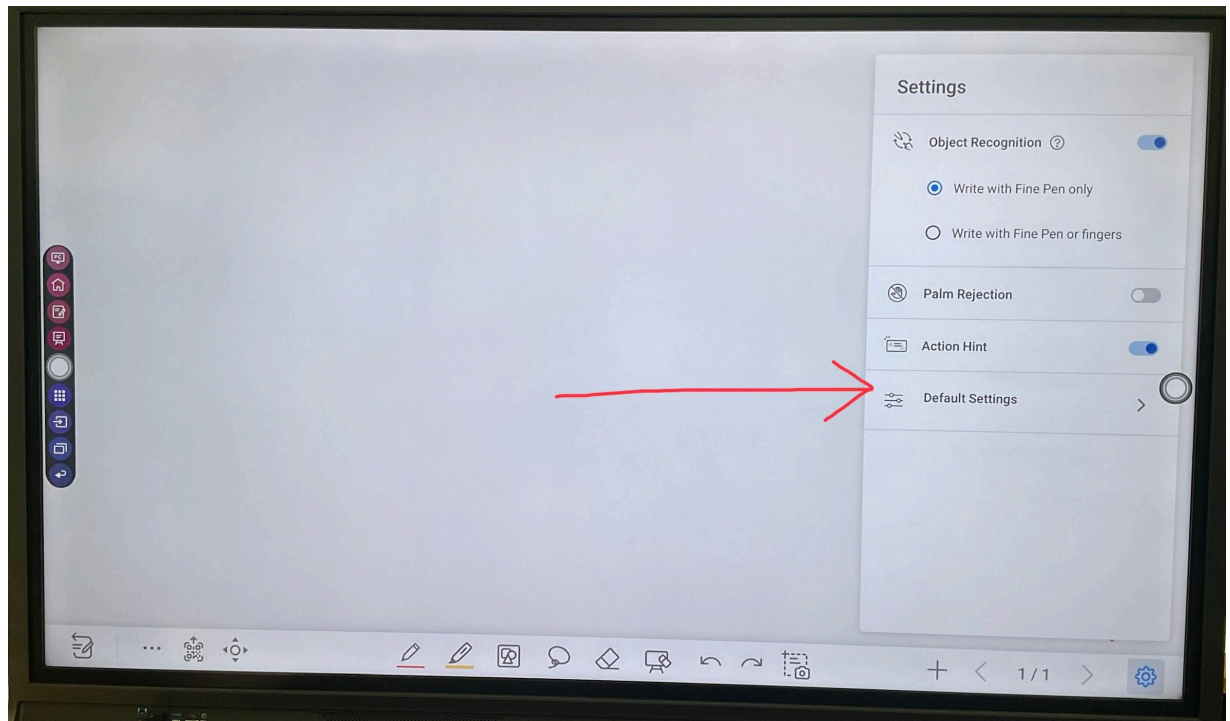 Settings
Object Recognition ?
Write with Fine Pen only
Write with Fine Pen or fingers
Palm Rejection
Action Hint
Default Settings
PC
1/1